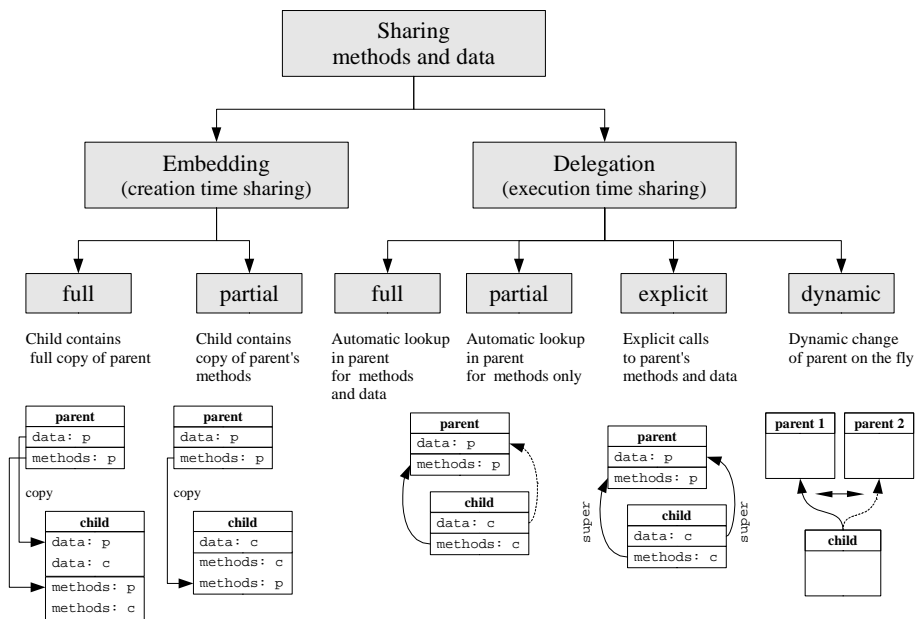 Sharing
methods and data
Embedding
(creation time sharing)
Delegation
(execution time sharing)
full
partial
full
partial
explicit
dynamic
Child contains
full copy of parent
Child contains
copy of parent's
methods
Automatic lookup
in parent
for methods
and data
Automatic lookup
in parent
for methods only
Explicit calls
to parent's
methods and data
Dynamic change
of parent on the fly
parent
data: p
methods: p
copy
child
data: p
data: c
methods: p
methods: c
parent
data: p
methods: p
copy
child
data: c
methods: c
methods: p
parent
data: p
methods: p
child
data: c
methods: c
parent
data: p
methods: p
super
super
child
data: c
methods: c
parent 1
parent 2
child